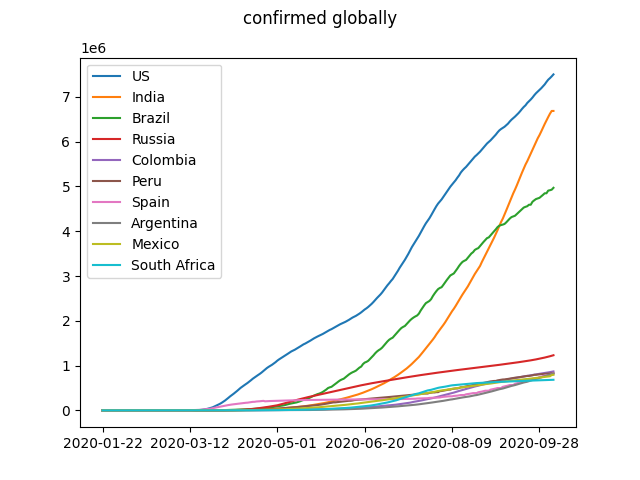 confirmed globally
1e6
7
6
5
4
3
2
1
0
US
India
Brazil
Russia
Colombia
Peru
Spain
Argentina
Mexico
South Africa
2020-01-22 2020-03-12 2020-05-01 2020-06-20 2020-08-09 2020-09-28